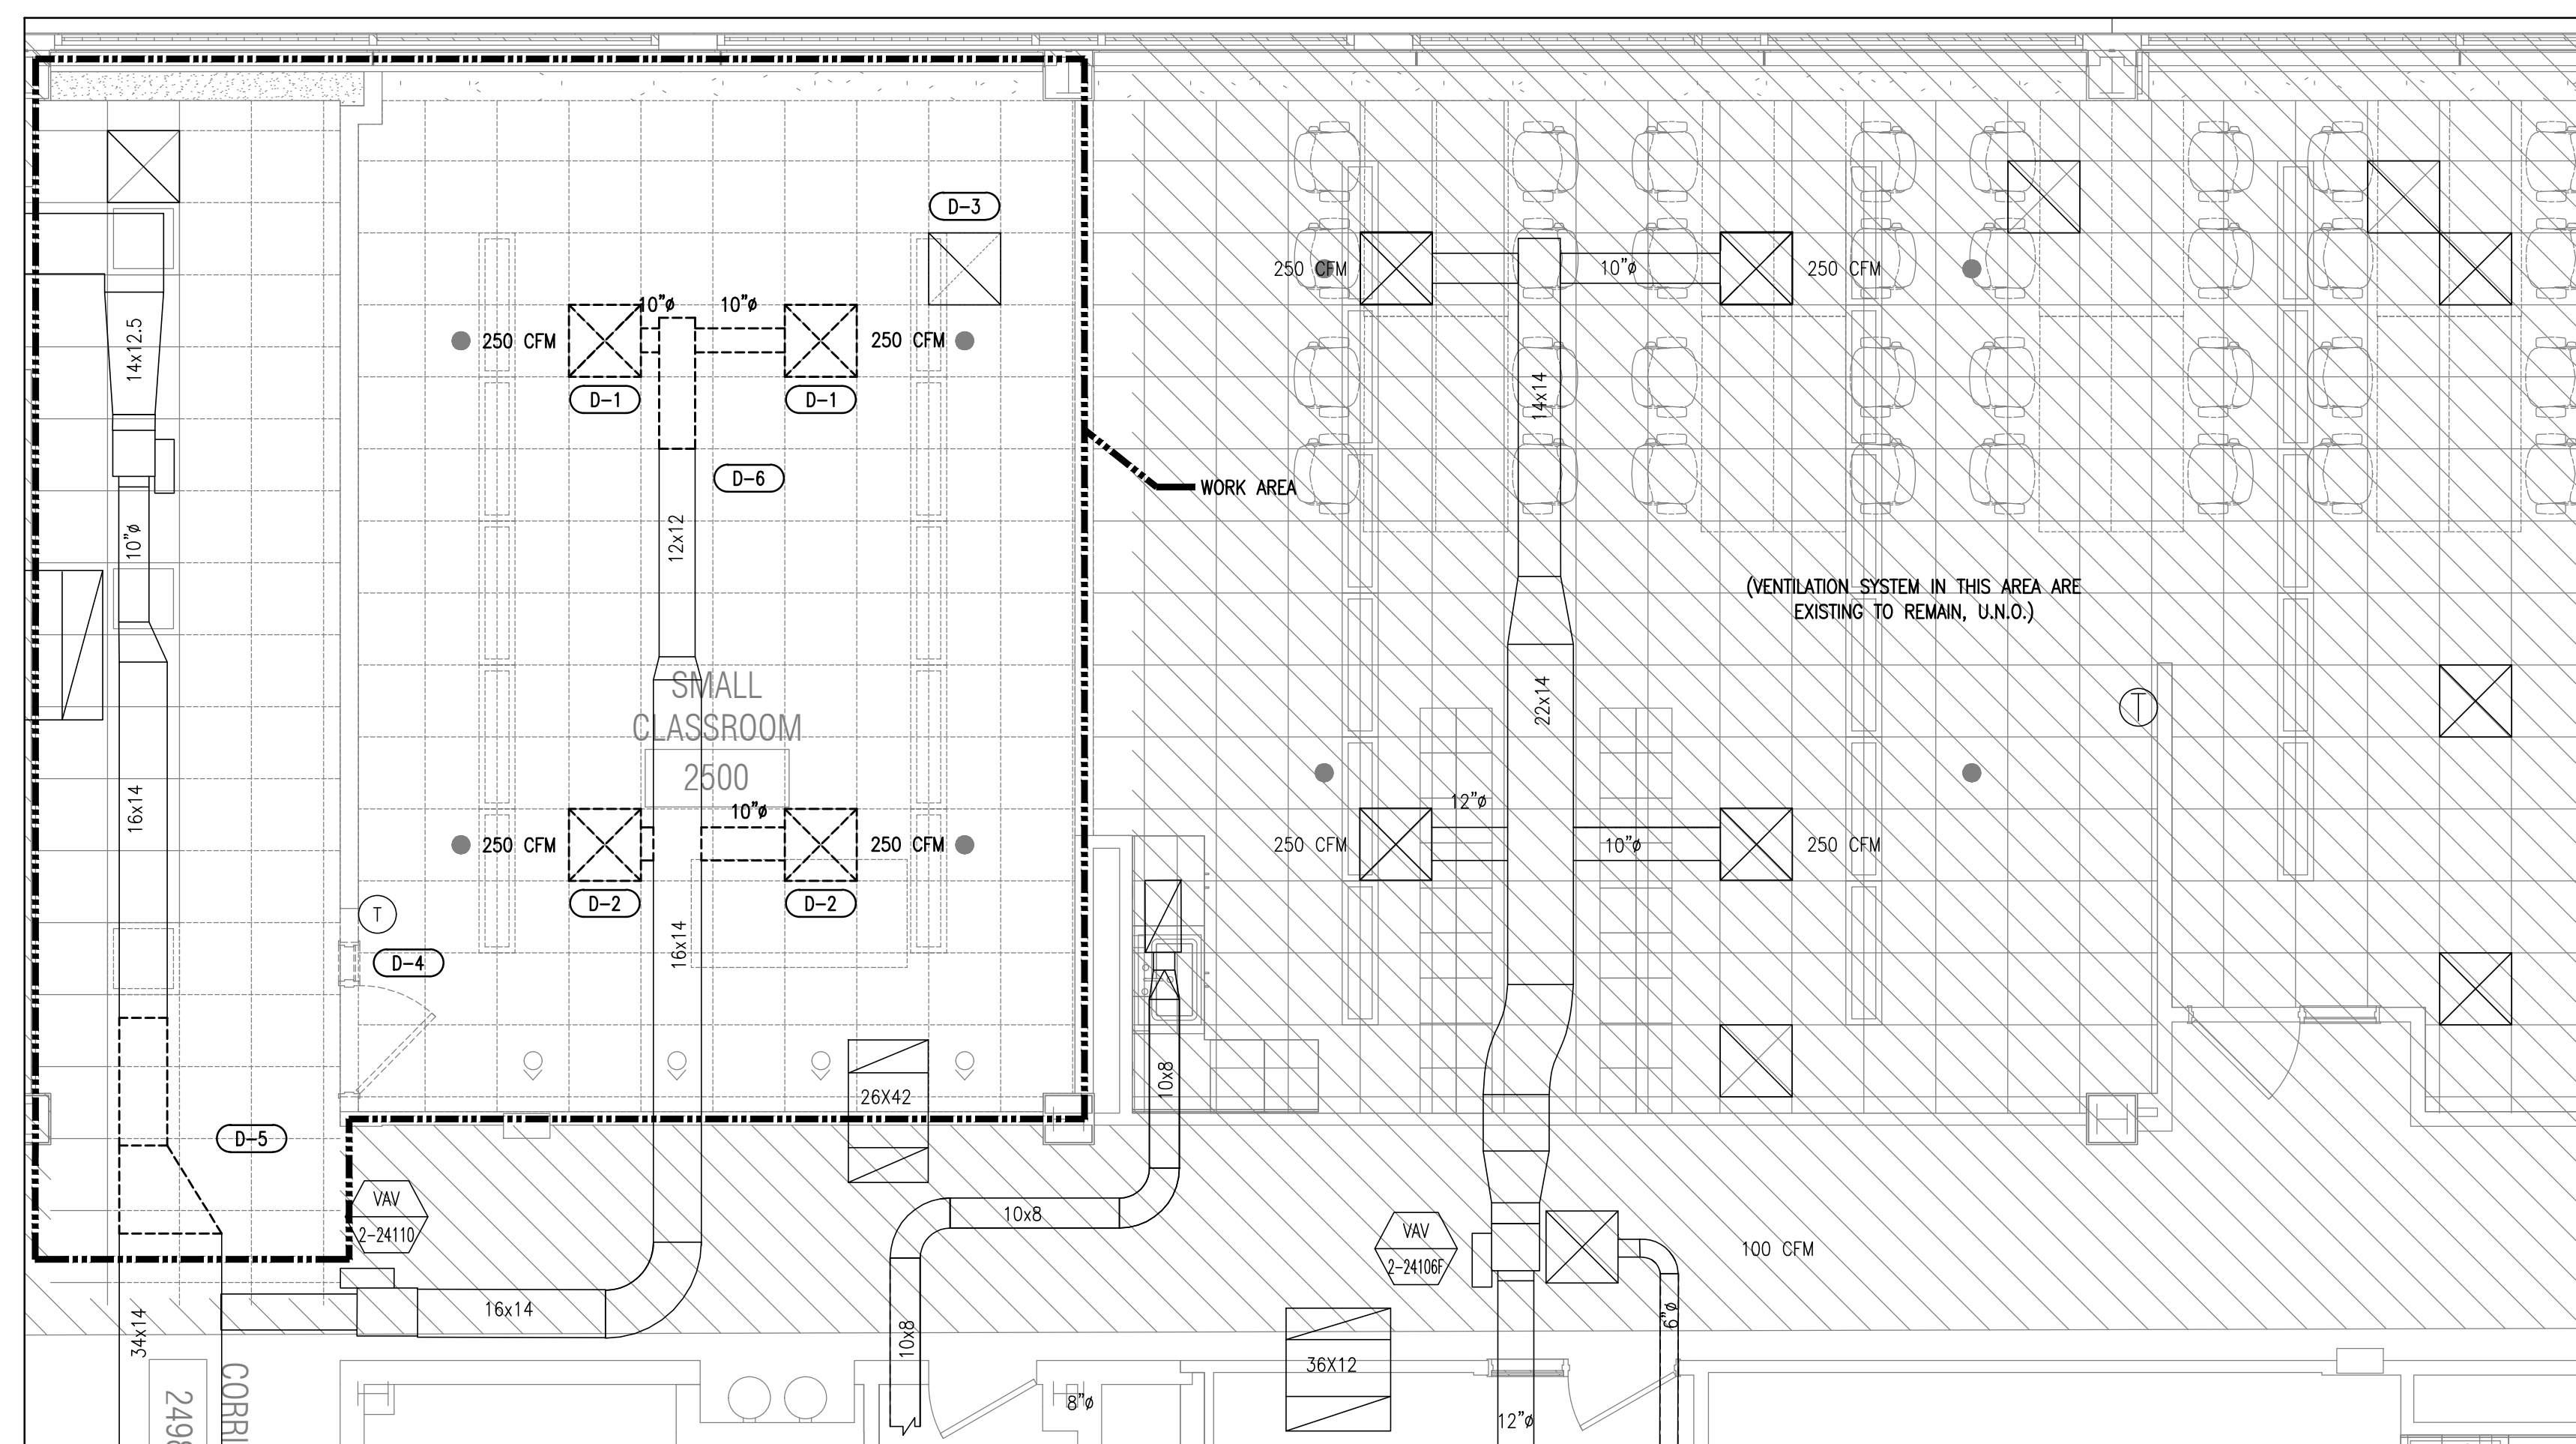 D-3
250 CFM
10"ø
250 CFM
10"ø
10"ø
250 CFM
250 CFM
14x12.5
14x14
D-1
D-1
D-6
WORK AREA
12x12
10"ø
(VENTILATION SYSTEM IN THIS AREA ARE
EXISTING TO REMAIN, U.N.O.)
SMALL
CLASSROOM
2500
22x14
T
16x14
10"ø
12"ø
250 CFM
250 CFM
250 CFM
10"ø
250 CFM
D-2
D-2
T
16x14
D-4
10x8
26X42
D-5
VAV
2-24110
10x8
VAV
2-24106F
100 CFM
34x14
16x14
10x8
6"ø
36X12
8"ø
12"ø